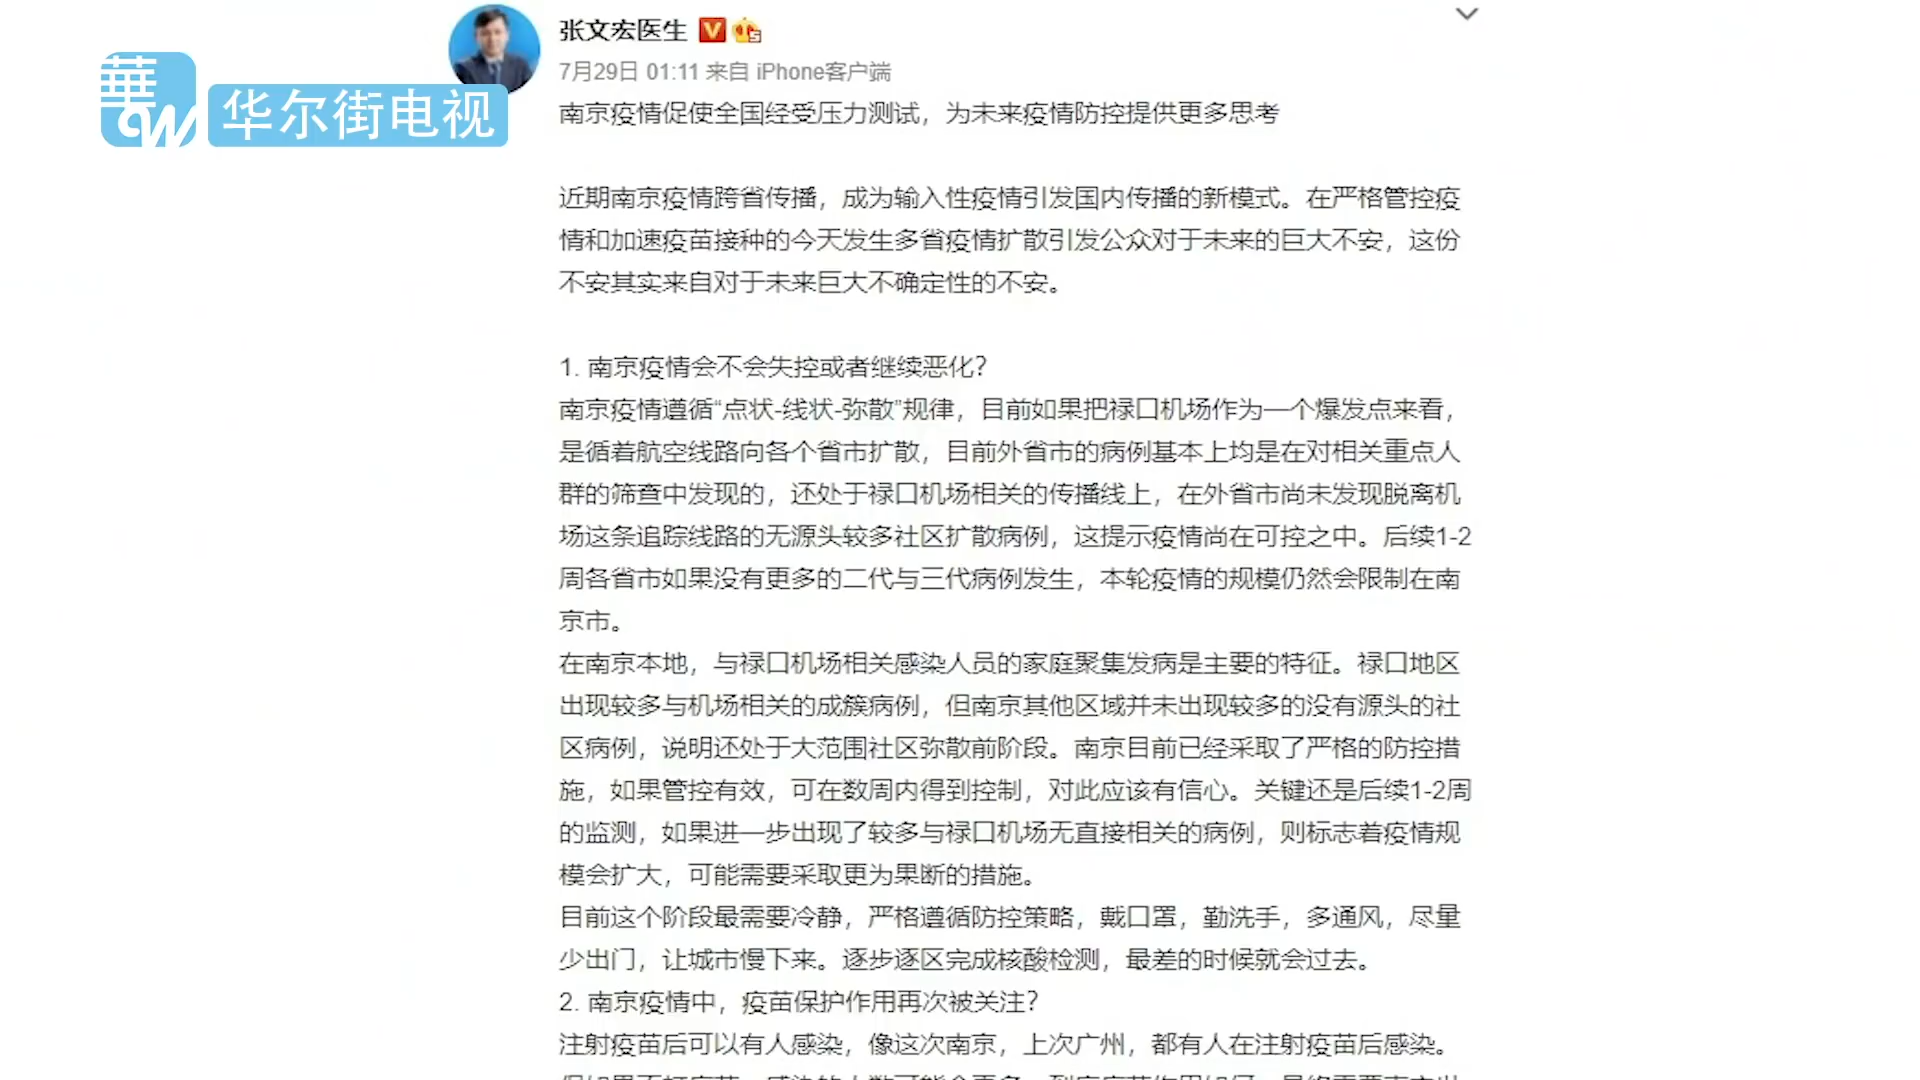 張文宏医生
7月29日 01:11 来自 iPhone客户端
華
W
华尔街电视
南京疫情促使全国经受压力测试，为未来疫情防控提供更多思考
近期南京疫情跨省传播，成为输入性疫情引发国内传播的新模式。在严格管控疫
情和加速疫苗接种的今天发生多省疫情扩散引发公众对于未来的巨大不安，这份
不安其实来自对于未来巨大不确定性的不安。
1. 南京疫情会不会失控或者继续恶化？
南京疫情遵循“点状-线状-弥散”规律，目前如果把禄口机场作为一个爆发点来看，
是循着航空线路向各个省市扩散，目前外省市的病例基本上均是在对相关重点人
群的筛查中发现的，还处于禄口机场相关的传播线上，在外省市尚未发现脱离机
场这条追踪线路的无源头较多社区扩散病例，这提示疫情尚在可控之中。后续1-2
周各省市如果没有更多的二代与三代病例发生，本轮疫情的规模仍然会限制在南
京市。
在南京本地，与禄口机场相关感染人员的家庭聚集发病是主要的特征。禄口地区
出现较多与机场相关的成簇病例，但南京其他区域并未出现较多的没有源头的社
区病例，说明还处于大范围社区弥散前阶段。南京目前已经采取了严格的防控措
施，如果管控有效，可在数周内得到控制，对此应该有信心。关键还是后续1-2周
的监测，如果进一步出现了较多与禄口机场无直接相关的病例，则标志着疫情规
模会扩大，可能需要采取更为果断的措施。
目前这个阶段最需要冷静，严格遵循防控策略，戴口罩，勤洗手，多通风，尽量
少出门，让城市慢下来。逐步逐区完成核酸检测，最差的时候就会过去。
2. 南京疫情中，疫苗保护作用再次被关注？
注射疫苗后可以有人感染，像这次南京，上次广州，都有人在注射疫苗后感染。